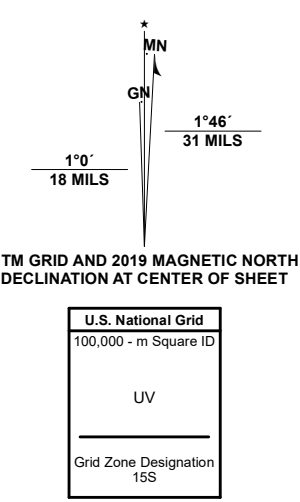 MN
GN
1°46´
31 MILS
1°0´
18 MILS
TM GRID AND 2019 MAGNETIC NORTH
DECLINATION AT CENTER OF SHEET
U.S. National Grid
100,000 - m Square ID
UV
Grid Zone Designation
15S